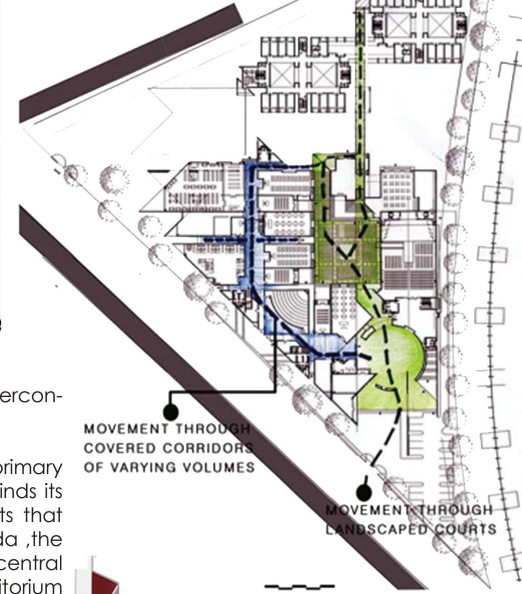 ercon-
primary
inds its
ts that
da ,the
central
itorium
MOVEMENT THROUGH
COVERED CORRIDORS
OF VARYING VOLUMES
MOVEMENT THROUGH
LANDSCAPED COURTS